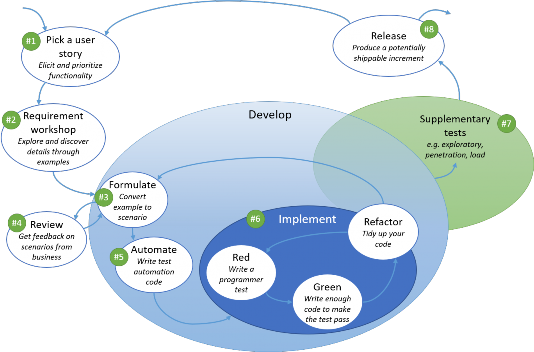 #1
Pick a user
story
Elicit and prioritize
functionality
#8
Release
Produce a potentially
shippable increment
#2
Requirement
workshop
Explore and discover
details through
examples
Develop
#7
Supplementary
tests
e.g. exploratory,
penetration, load
#3
Formulate
Convert
example to
scenario
#4
Review
Get feedback on
scenarios from
business
#5
Automate
Write test
automation
code
#6
Implement
Refactor
Tidy up your
code
Red
Write a
programmer
test
Green
Write enough
code to make
the test pass